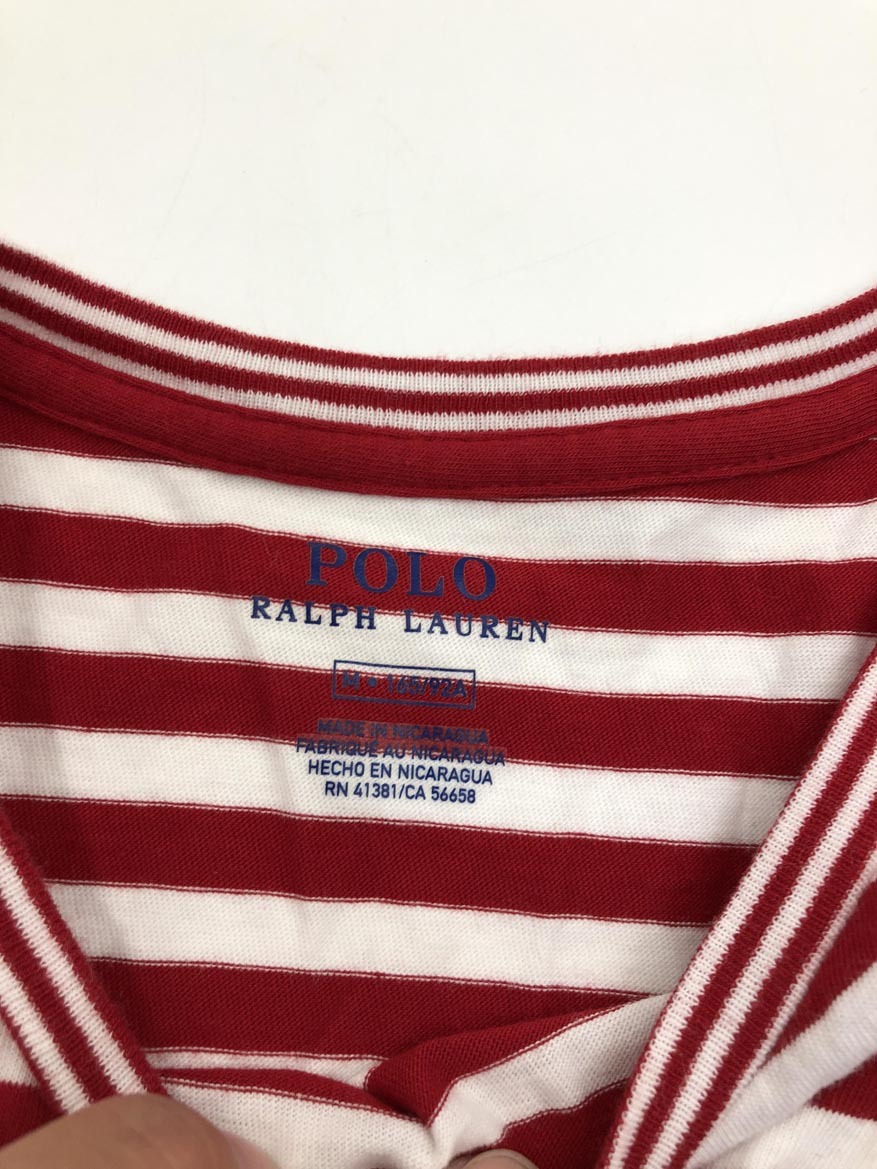 POLO
RALPH LAUREN
M • 165/92A
MADE IN NICARAGUA
FABRIQUÉ AU NICARAGUA
HECHO EN NICARAGUA
RN 41381/CA 56658